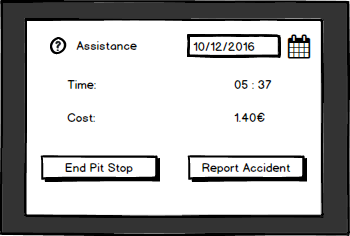 ? Assistance 10/12/2016
Time: 05 : 37
Cost: 1.40€
End Pit Stop Report Accident